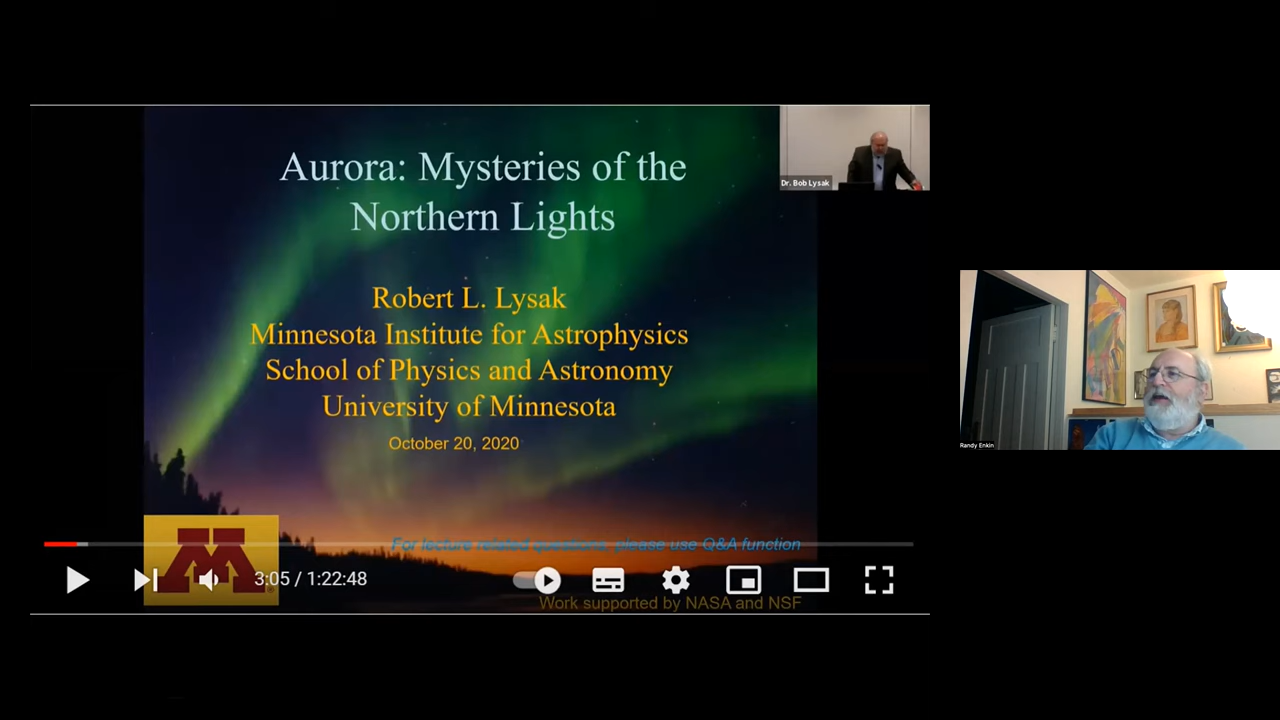 Aurora: Mysteries of the
Northern Lights
Dr. Bob Lysak
Robert L. Lysak
Minnesota Institute for Astrophysics
School of Physics and Astronomy
University of Minnesota
October 20, 2020
Randy Enkin
For lecture related questions, please use Q&A function
M
3:05 / 1:22:48
Work supported by NASA and NSF